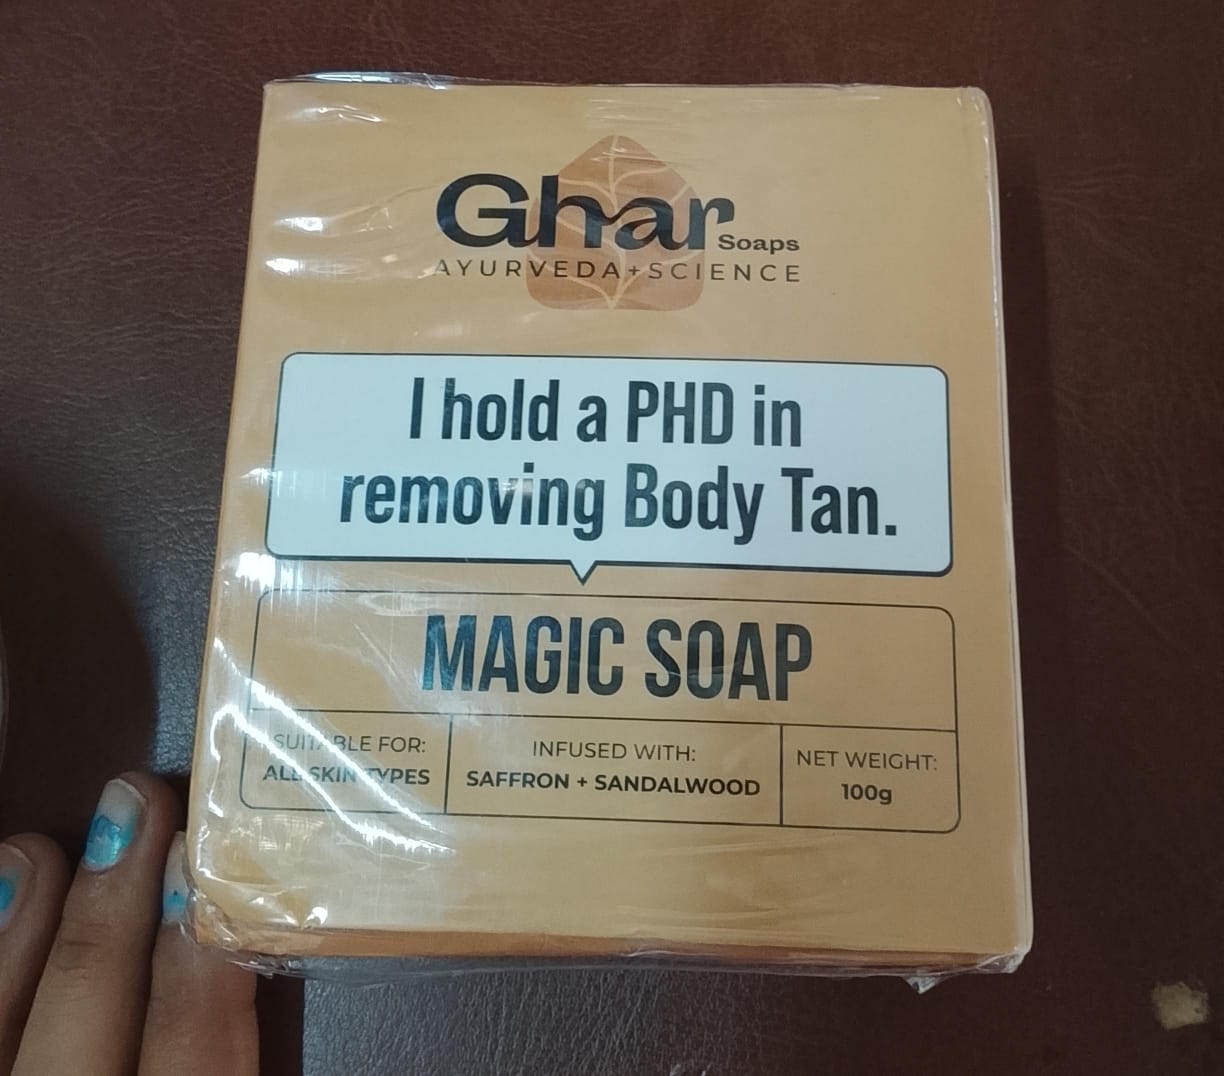 Ghar Soaps
AYURVEDA+SCIENCE
I hold a PHD in
removing Body Tan.
MAGIC SOAP
SUITABLE FOR:
ALL SKIN TYPES
INFUSED WITH:
SAFFRON + SANDALWOOD
NET WEIGHT:
100g